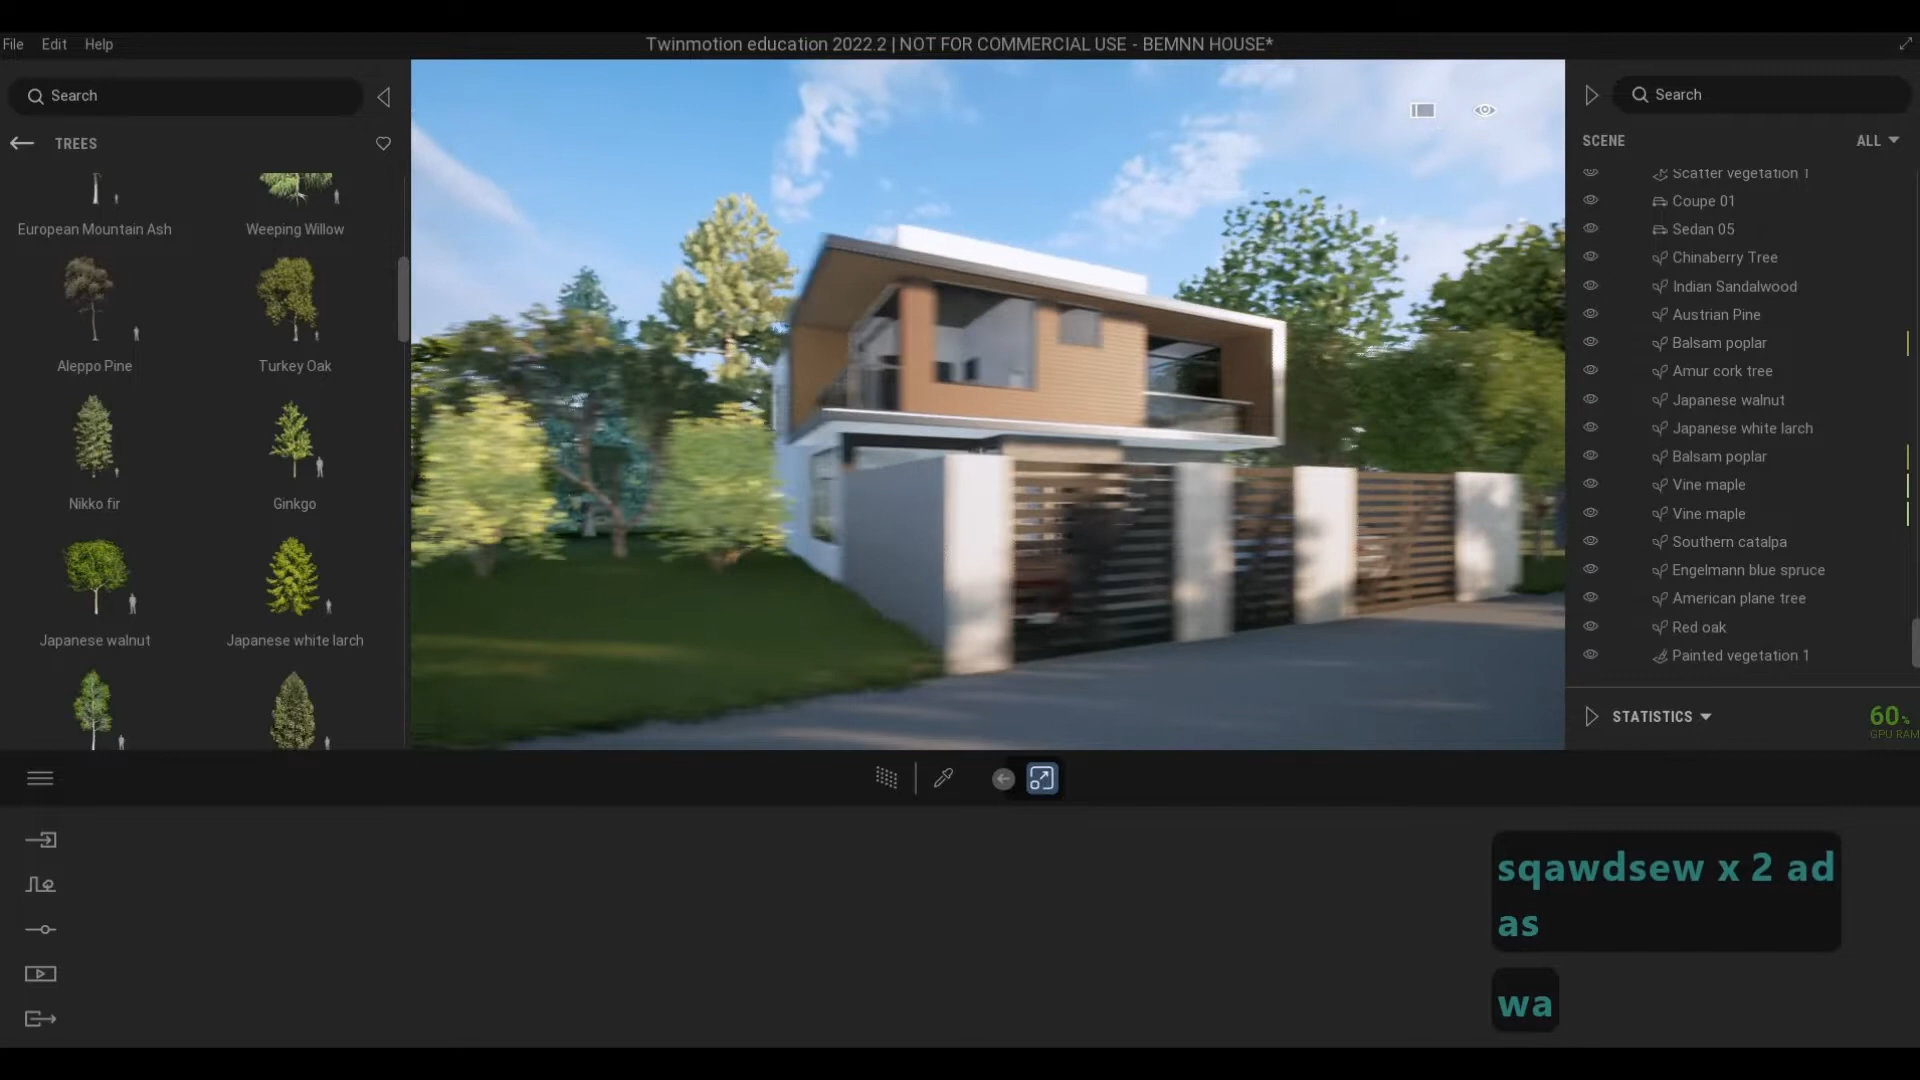 File Edit Help
Twinmotion education 2022.2 | NOT FOR COMMERCIAL USE - BEMNN HOUSE*
Search
TREES
European Mountain Ash
Weeping Willow
Aleppo Pine
Turkey Oak
Nikko fir
Ginkgo
Japanese walnut
Japanese white larch
Search
SCENE
ALL
Scatter vegetation 1
Coupe 01
Sedan 05
Chinaberry Tree
Indian Sandalwood
Austrian Pine
Balsam poplar
Amur cork tree
Japanese walnut
Japanese white larch
Balsam poplar
Vine maple
Vine maple
Southern catalpa
Engelmann blue spruce
American plane tree
Red oak
Painted vegetation 1
STATISTICS
60%
GPU RAM
sqawdsew x 2 ad
as
wa